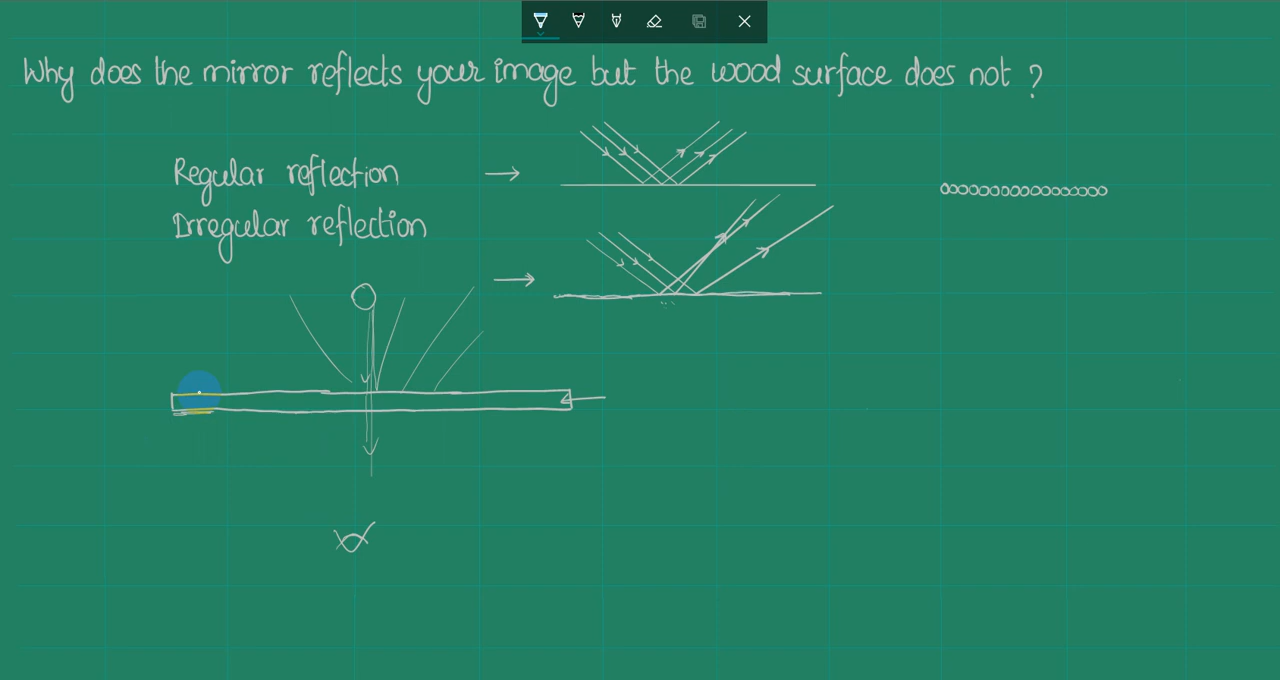 Why does the mirror reflects your image but the wood surface does not ?
Regular reflection
Irregular reflection